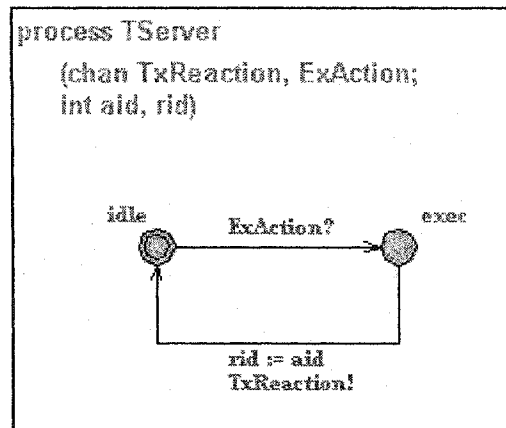 process TServer
(chan TxReaction, ExAction;
int aid, rid)
idle
ExAction?
exec
rid := aid
TxReaction!